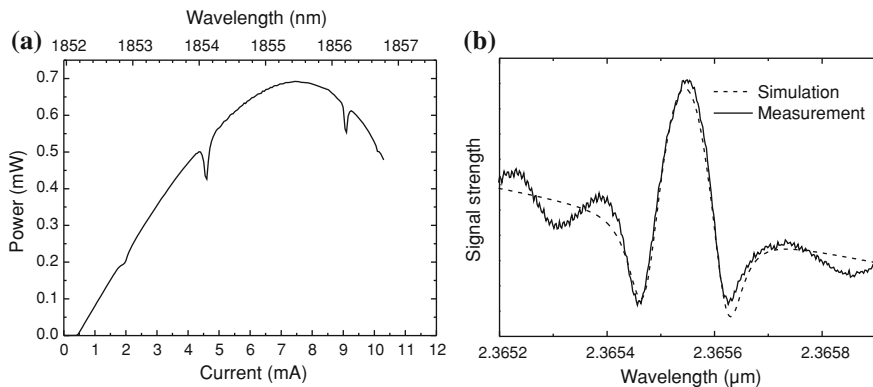 (a)
Wavelength (nm)
1852 1853 1854 1855 1856 1857
Power (mW)
0.7
0.6
0.5
0.4
0.3
0.2
0.1
0.0
0 1 2 3 4 5 6 7 8 9 10 11 12
Current (mA)
(b)
Simulation
Measurement
Signal strength
2.3652 2.3654 2.3656 2.3658
Wavelength (µm)